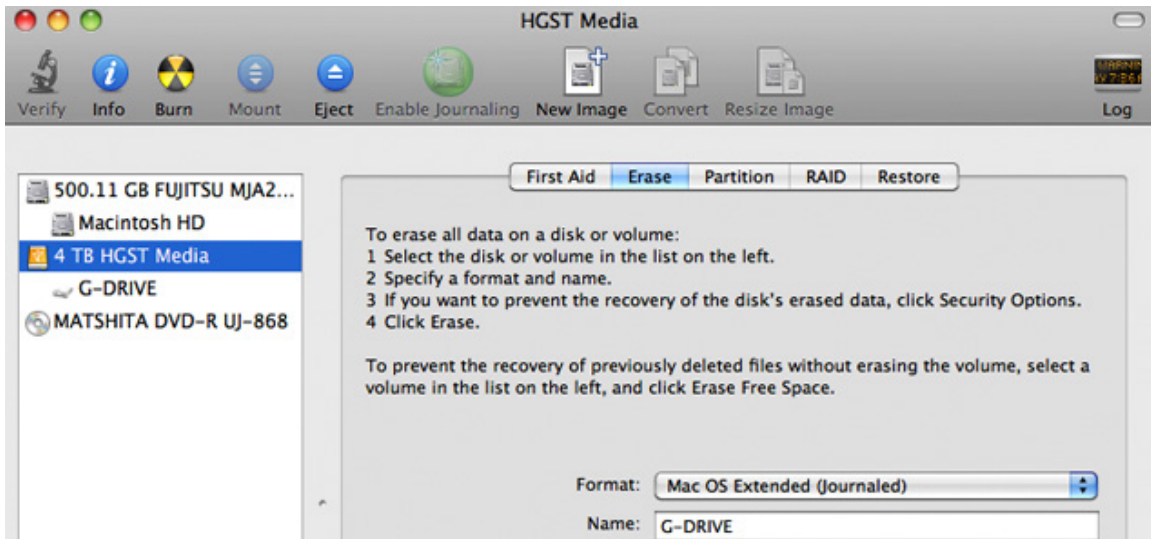 HGST Media
Verify Info Burn Mount Eject Enable Journaling New Image Convert Resize Image Log
First Aid Erase Partition RAID Restore
500.11 GB FUJITSU MJA2...
Macintosh HD
4 TB HGST Media
G-DRIVE
MATSHITA DVD-R UJ-868
To erase all data on a disk or volume:
1 Select the disk or volume in the list on the left.
2 Specify a format and name.
3 If you want to prevent the recovery of the disk's erased data, click Security Options.
4 Click Erase.
To prevent the recovery of previously deleted files without erasing the volume, select a
volume in the list on the left, and click Erase Free Space.
Format: Mac OS Extended (Journaled)
Name: G-DRIVE